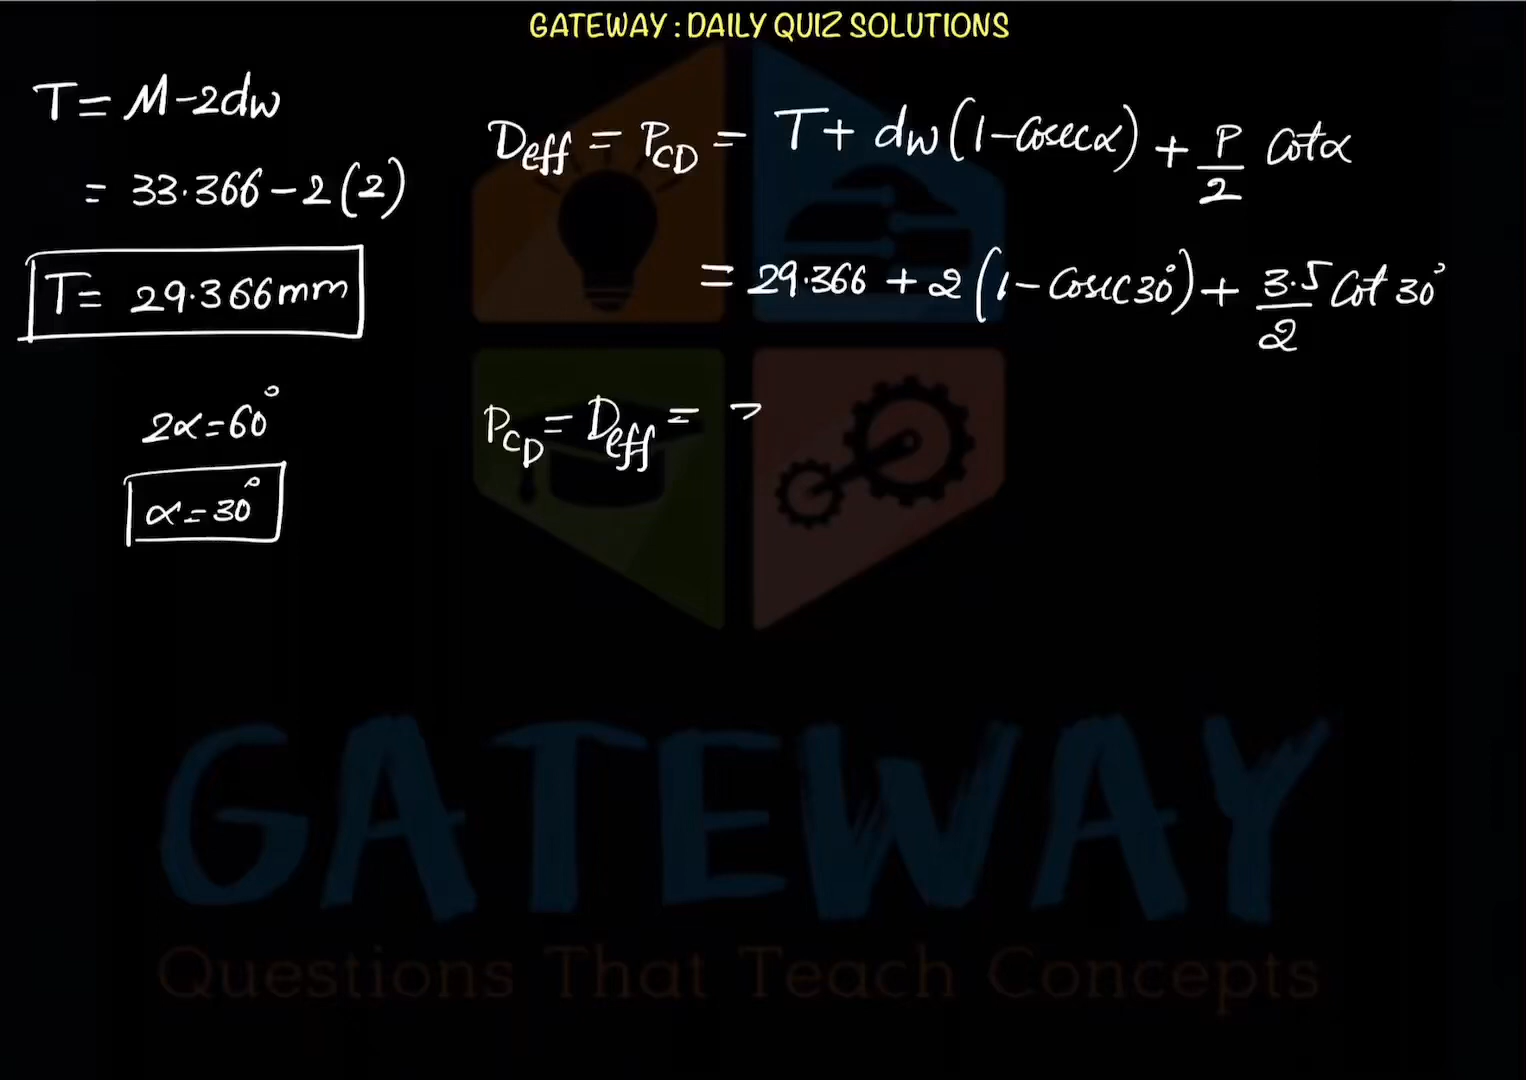 GATEWAY : DAILY QUIZ SOLUTIONS
T = M - 2dw
= 33.366 - 2(2)
T = 29.366mm
2α = 60°
α = 30°
Deff = PCD = T + dw(1 - Cosecα) + P/2 Cotα
= 29.366 + 2(1 - Cosec30°) + 3.5/2 Cot 30°
PCD = Deff =
GATEWAY
Questions That Teach Concepts